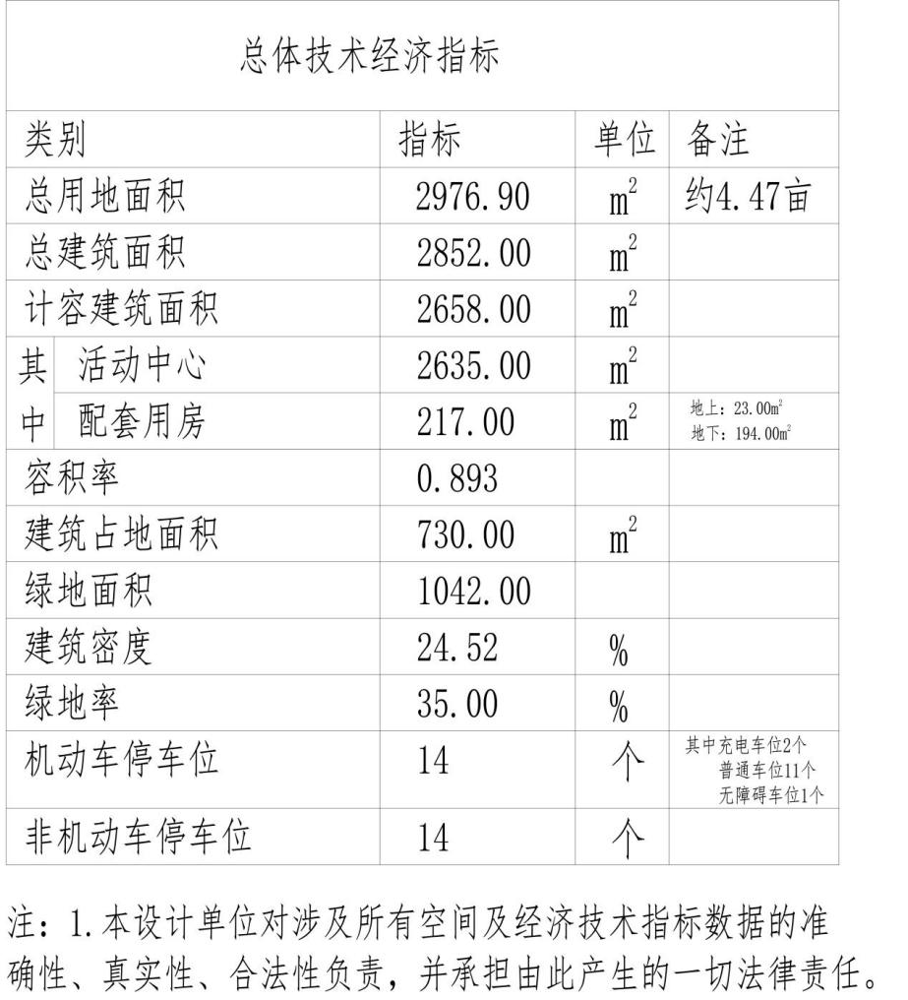 总体技术经济指标
类别 指标 单位 备注
总用地面积 2976.90 m² 约4.47亩
总建筑面积 2852.00 m²
计容建筑面积 2658.00 m²
其中 活动中心 2635.00 m²
配套用房 217.00 m² 地上：23.00m²
地下：194.00m²
容积率 0.893
建筑占地面积 730.00 m²
绿地面积 1042.00
建筑密度 24.52 %
绿地率 35.00 %
机动车停车位 14 个 其中充电车位2个
普通车位11个
无障碍车位1个
非机动车停车位 14 个
注：1.本设计单位对涉及所有空间及经济技术指标数据的准
确性、真实性、合法性负责，并承担由此产生的一切法律责任。